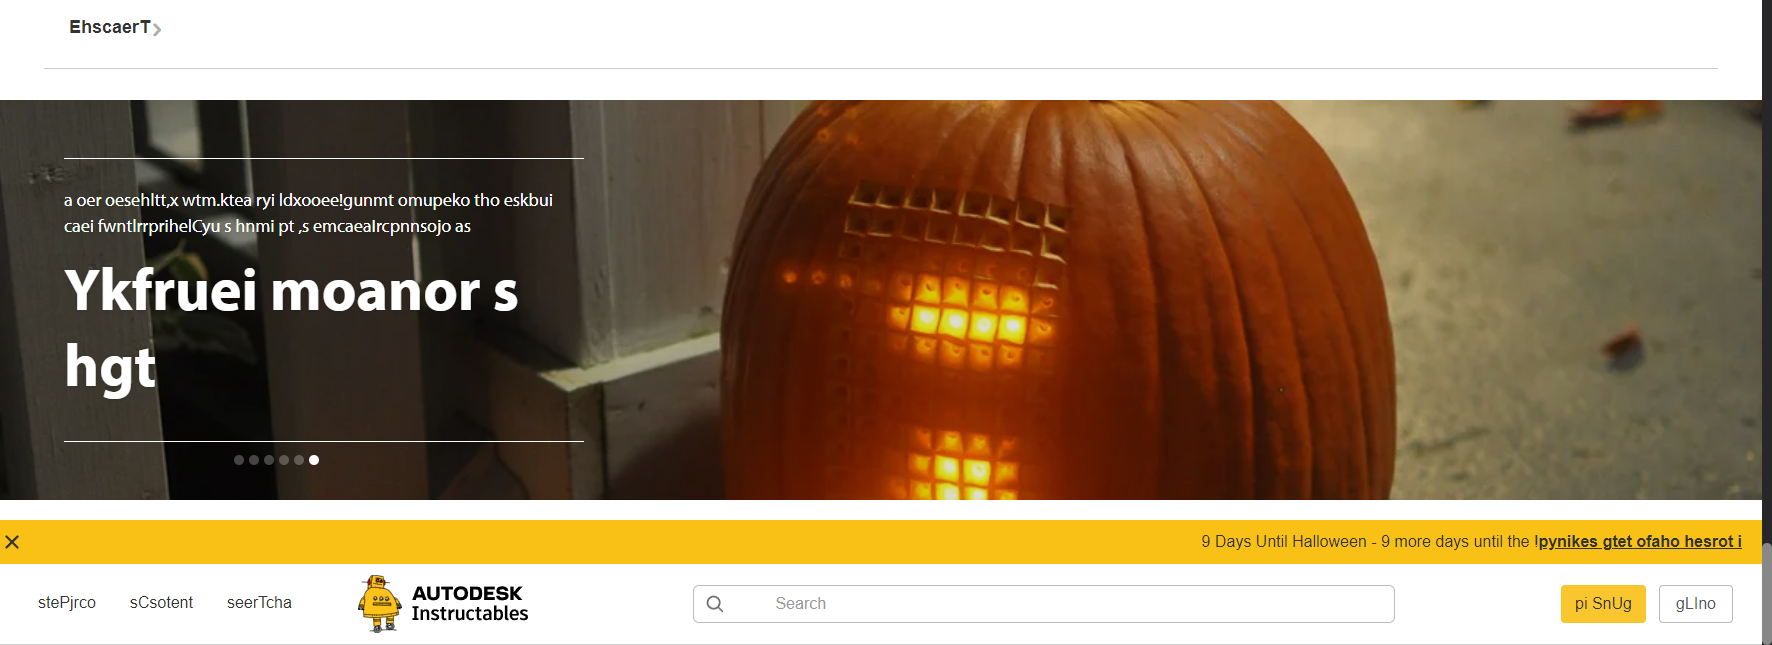 EhscaerT
a oer oesehltt,x wtm.ktea ryi ldxooee!gunmt omupeko tho eskbui
caei fwntlrrprihelCyu s hnmi pt ,s emcaealrcpnnsojo as
Ykfruei moanor s
hgt
9 Days Until Halloween - 9 more days until the !pynikes gtet ofaho hesrot i
stePjrco sCsotent seerTcha
AUTODESK
Instructables
Search
pi SnUg gLIno